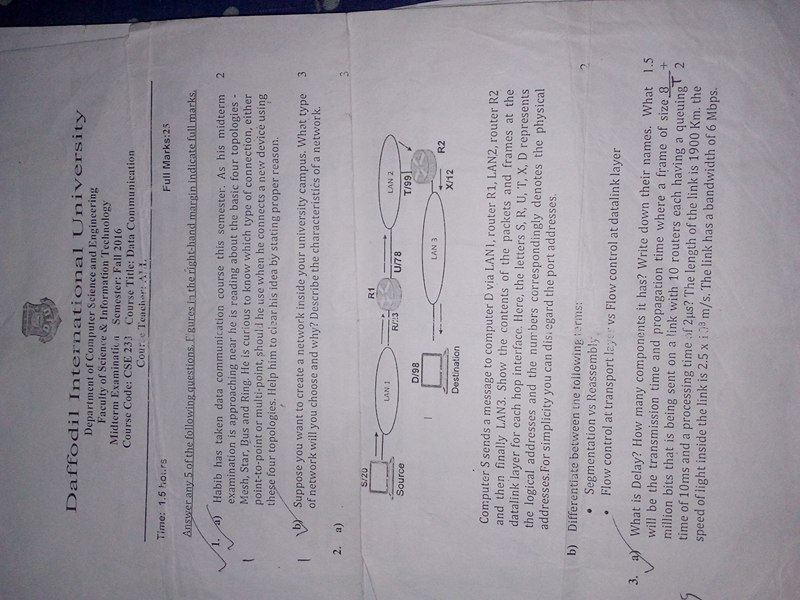 Daffodil International University
Department of Computer Science and Engineering
Faculty of Science & Information Technology
Midterm Examination Semester: Fall 2016
Course Code: CSE 233 Course Title: Data Communication
Course Teacher: ALL
Time: 1.5 hours Full Marks:25
Answer any 5 of the following questions. Figures in the right hand margin indicate full marks.
1. a) Habib has taken data communication course this semester. As his midterm 2
examination is approaching near he is reading about the basic four topologies -
Mesh, Star, Bus and Ring. He is curious to know which type of connection, either
point-to-point or multi-point, should he use when he connects a new device using
these four topologies. Help him to clear his idea by stating proper reason.
b) Suppose you want to create a network inside your university campus. What type 3
of network will you choose and why? Describe the characteristics of a network.
2. a) 3
S/20
Source
LAN 1
R1
U/78
LAN 2
T/99
R2
X/12
LAN 3
D/98
Destination
Computer S sends a message to computer D via LAN1, router R1, LAN2, router R2
and then finally LAN3. Show the contents of the packets and frames at the
datalink layer for each hop interface. Here, the letters S, R, U, T, X, D represents
the logical addresses and the numbers correspondingly denotes the physical
addresses.For simplicity you can disregard the port addresses.
b) Differentiate between the following terms: 2
• Segmentation vs Reassembly
• Flow control at transport layer vs Flow control at datalink layer
3. a) What is Delay? How many components it has? Write down their names. What 1.5
will be the transmission time and propagation time where a frame of size 8 +
million bits that is being sent on a link with 10 routers each having a queuing 2
time of 10ms and a processing time of 2µs? The length of the link is 1900 Km. the
speed of light inside the link is 2.5 x m/s. The link has a bandwidth of 6 Mbps.